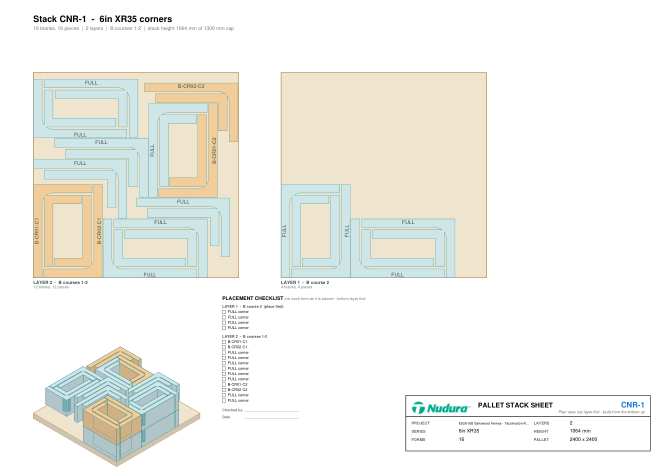 Stack CNR-1 - 6in XR35 corners
16 blanks, 16 pieces | 2 layers | B courses 1-2 | stack height 1064 mm of 1300 mm cap
FULL
B-CR02-C2
FULL
FULL
FULL
B-CR01-C2
FULL
FULL
B-CR01-C1
B-CR02-C1
FULL
FULL
FULL
FULL
FULL
FULL
LAYER 2 - B courses 1-2
12 blanks, 12 pieces
LAYER 1 - B course 2
4 blanks, 4 pieces
PLACEMENT CHECKLIST
LAYER 1 - B course 2 (place first)
FULL corner
FULL corner
FULL corner
FULL corner
LAYER 2 - B courses 1-2
B-CR01-C1
B-CR02-C1
FULL corner
FULL corner
FULL corner
FULL corner
FULL corner
FULL corner
B-CR01-C2
B-CR02-C2
FULL corner
FULL corner
Checked by
Date
Nudura
PALLET STACK SHEET
CNR-1
Plan view, top layer first - build from the bottom up
PROJECT
LAYERS 2
SERIES 6in XR35 HEIGHT 1064 mm
FORMS 16 PALLET 2400 x 2400